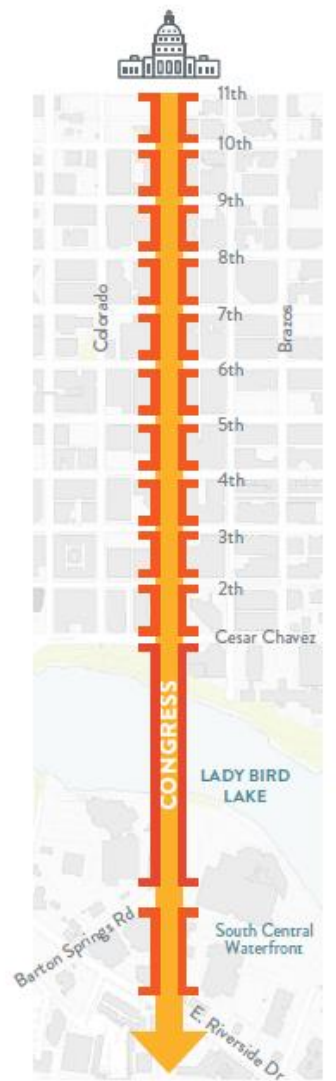 11th
10th
9th
8th
7th
Colorado
Brazos
6th
5th
4th
3th
2th
Cesar Chavez
CONGRESS
LADY BIRD
LAKE
Barton Springs Rd
South Central
Waterfront
E. Riverside Dr